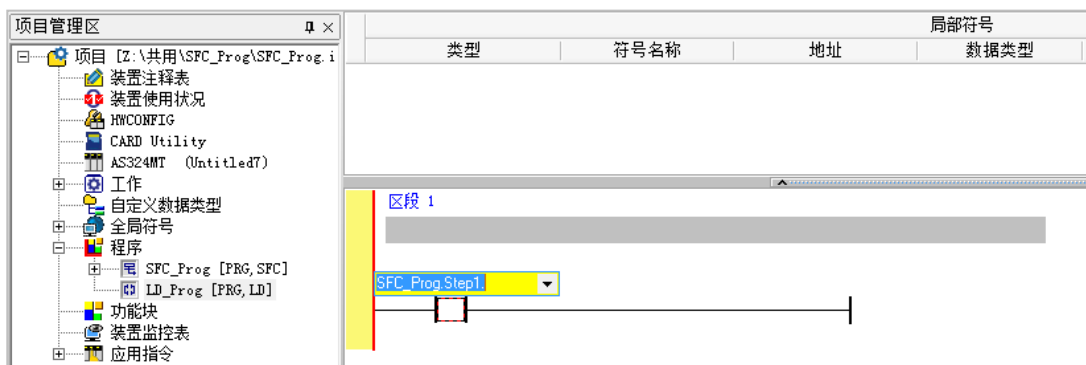 项目管理区
项目 [Z:\共用\SFC_Prog\SFC_Prog.i
装置注释表
装置使用状况
HWCONFIG
CARD Utility
AS324MT (Untitled7)
工作
自定义数据类型
全局符号
程序
SFC_Prog [PRG,SFC]
LD_Prog [PRG,LD]
功能块
装置监控表
应用指令
局部符号
类型 符号名称 地址 数据类型
区段 1
SFC_Prog.Step1.